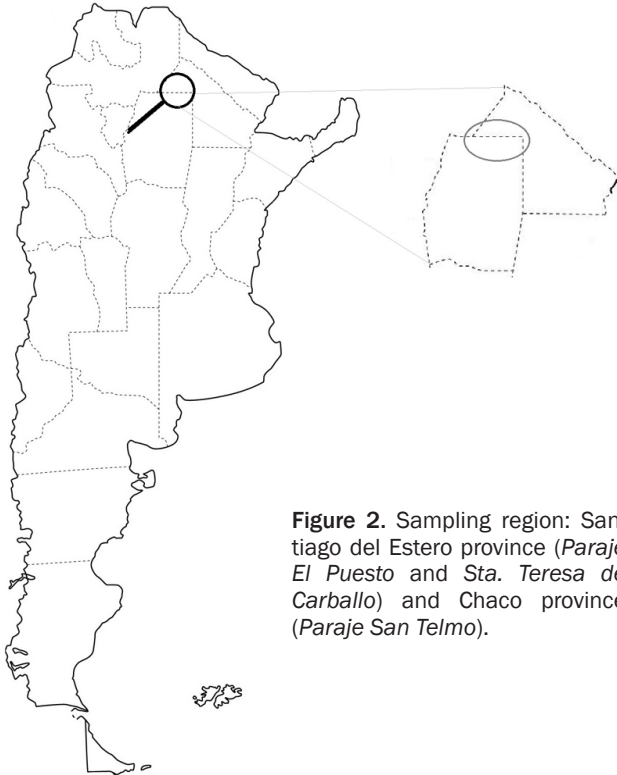 Figure 2. Sampling region: San-
tiago del Estero province (Paraje
El Puesto and Sta. Teresa de
Carballo) and Chaco province
(Paraje San Telmo).